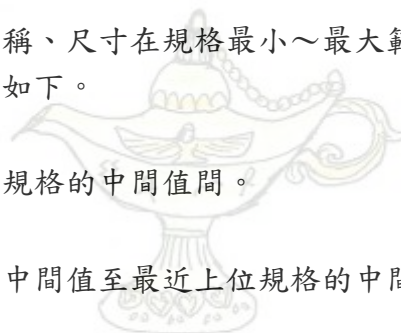 稱、尺寸在規格最小～最大範
如下。
規格的中間值間。
中間值至最近上位規格的中間